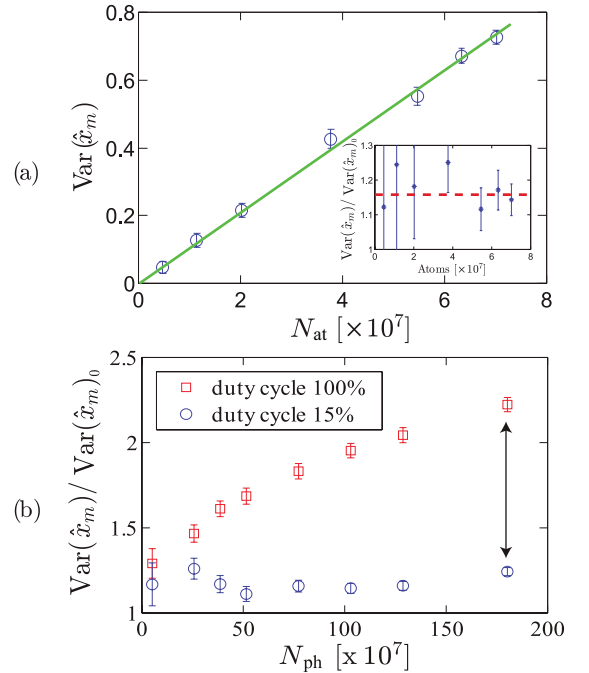 (a)
Var(x̂_m)
0.8
0.6
0.4
0.2
0
0 2 4 6 8
N_at [×10^7]
Var(x̂_m)/ Var(x̂_m)_0
1.3
1.2
1.1
1
0 2 4 6 8
Atoms [×10^7]
(b)
Var(x̂_m)/ Var(x̂_m)_0
2.5
2
1.5
1
duty cycle 100%
duty cycle 15%
0 50 100 150 200
N_ph [x 10^7]